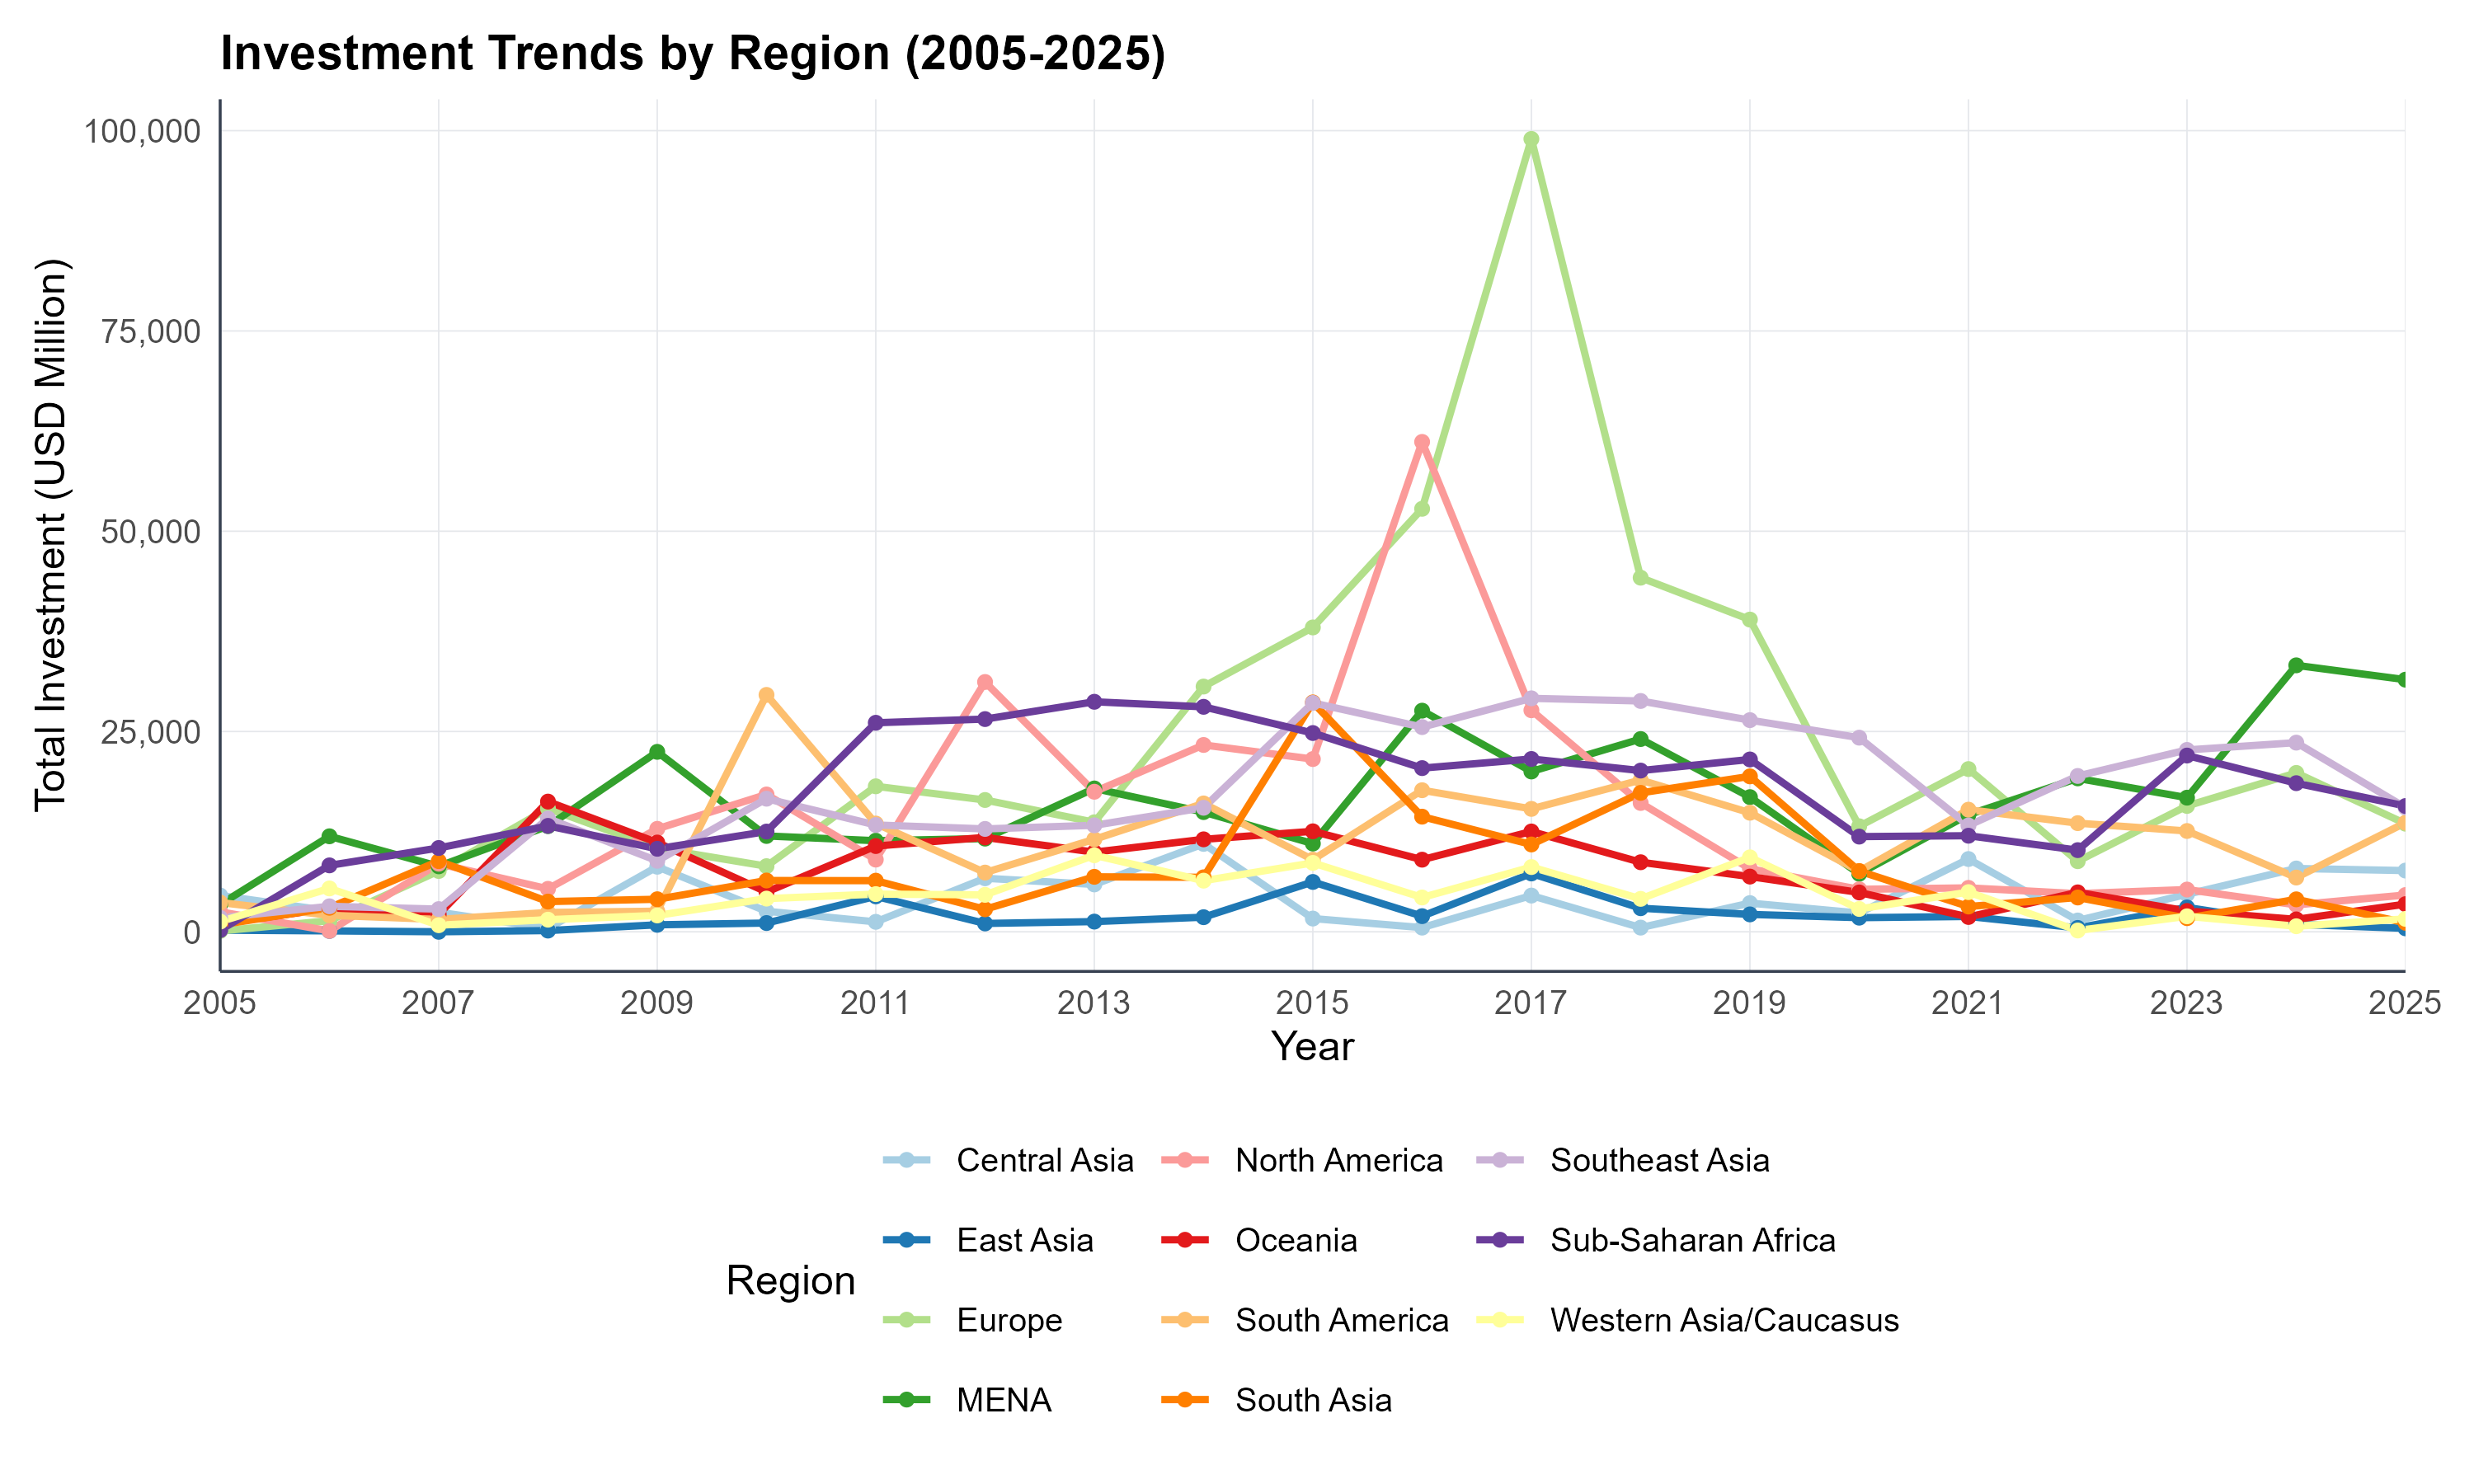 Investment Trends by Region (2005-2025)
Total Investment (USD Million)
100,000
75,000
50,000
25,000
0
2005 2007 2009 2011 2013 2015 2017 2019 2021 2023 2025
Year
Region
Central Asia
East Asia
Europe
MENA
North America
Oceania
South America
South Asia
Southeast Asia
Sub-Saharan Africa
Western Asia/Caucasus